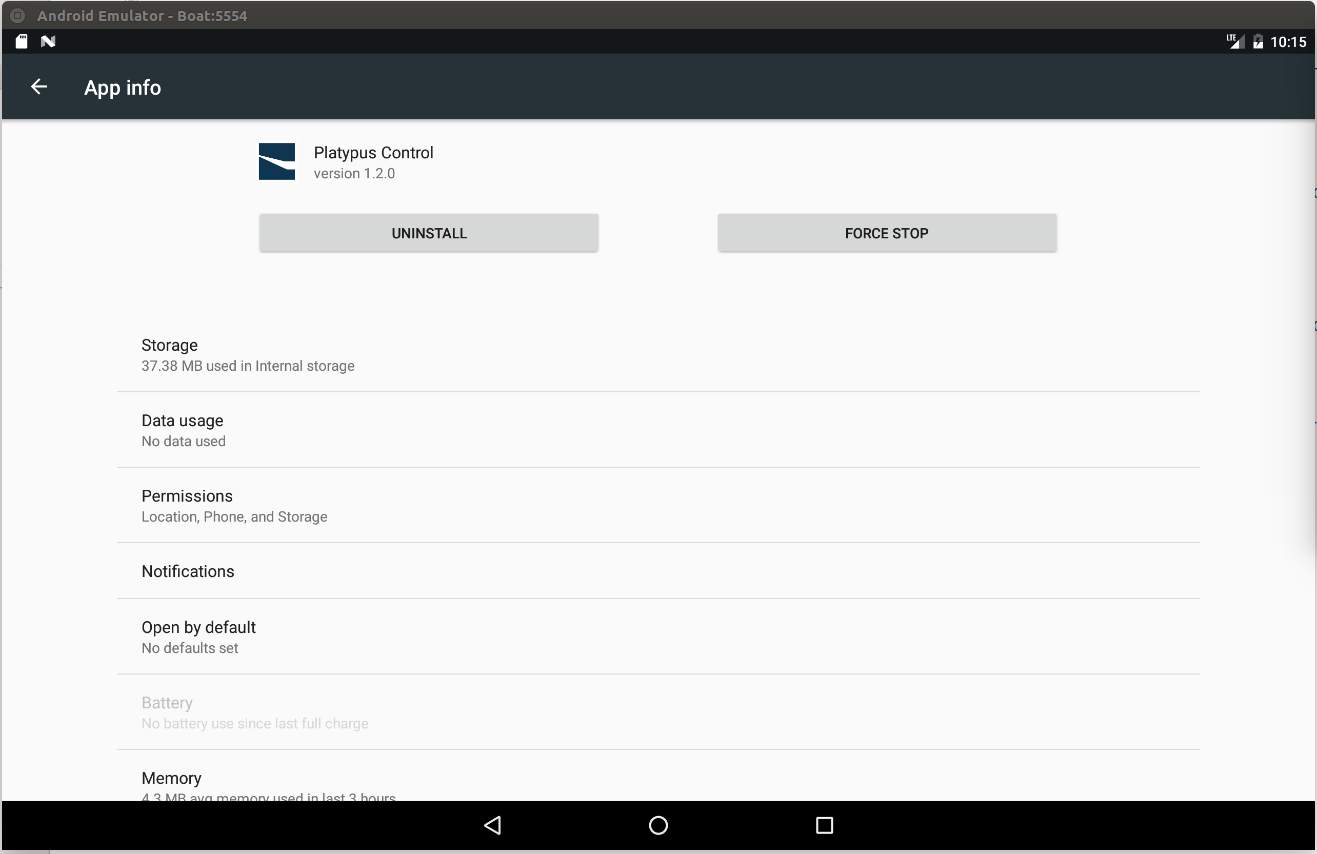 Android Emulator - Boat:5554
LTE 10:15
App info
Platypus Control
version 1.2.0
UNINSTALL FORCE STOP
Storage
37.38 MB used in Internal storage
Data usage
No data used
Permissions
Location, Phone, and Storage
Notifications
Open by default
No defaults set
Battery
No battery use since last full charge
Memory
4.3 MB avg memory used in last 3 hours